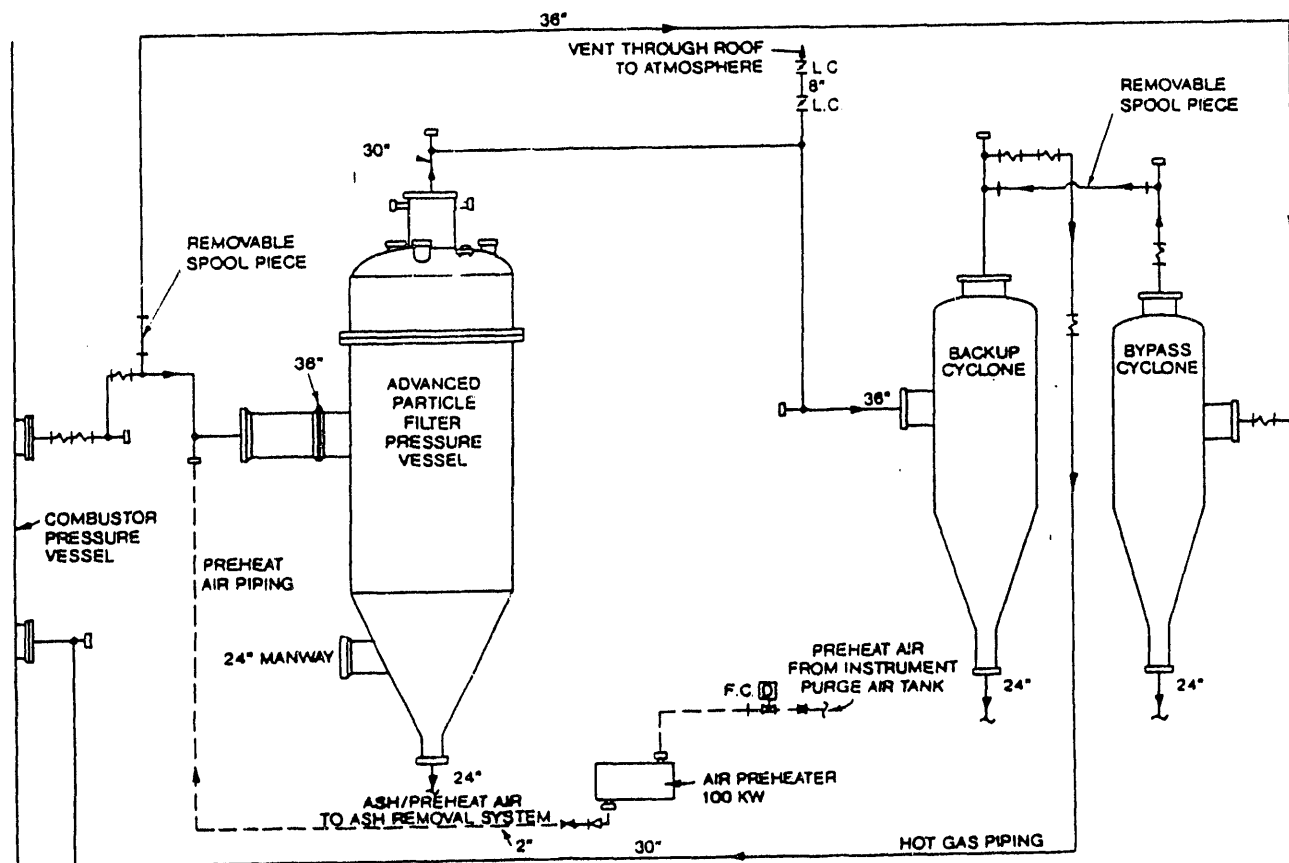 36"
VENT THROUGH ROOF
TO ATMOSPHERE
L.C
8"
L.C.
REMOVABLE
SPOOL PIECE
30"
REMOVABLE
SPOOL PIECE
36"
ADVANCED
PARTICLE
FILTER
PRESSURE
VESSEL
BACKUP
CYCLONE
BYPASS
CYCLONE
36"
COMBUSTOR
PRESSURE
VESSEL
PREHEAT
AIR PIPING
24" MANWAY
PREHEAT AIR
FROM INSTRUMENT
PURGE AIR TANK
F.C.
D
24"
24"
24"
AIR PREHEATER
100 KW
ASH/PREHEAT AIR
TO ASH REMOVAL SYSTEM
2"
30"
HOT GAS PIPING